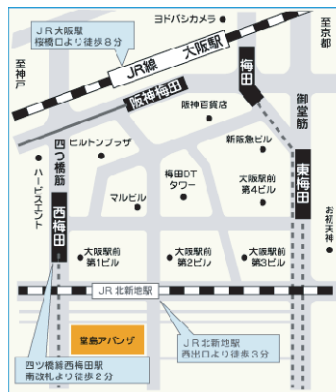 ヨドバシカメラ
至京都
JR大阪駅
桜橋口より徒歩8分
JR線 大阪駅
至神戸
阪神梅田
梅田
御堂筋
阪神百貨店
ヒルトンプラザ
新阪急ビル
四つ橋筋
ハービスエント
梅田DT
タワー
大阪駅前
第4ビル
東梅田
マルビル
西梅田
お初天神
大阪駅前
第1ビル
大阪駅前
第2ビル
大阪駅前
第3ビル
JR北新地駅
堂島アバンザ
JR北新地駅
西出口より徒歩3分
四ツ橋線西梅田駅
南改札より徒歩2分